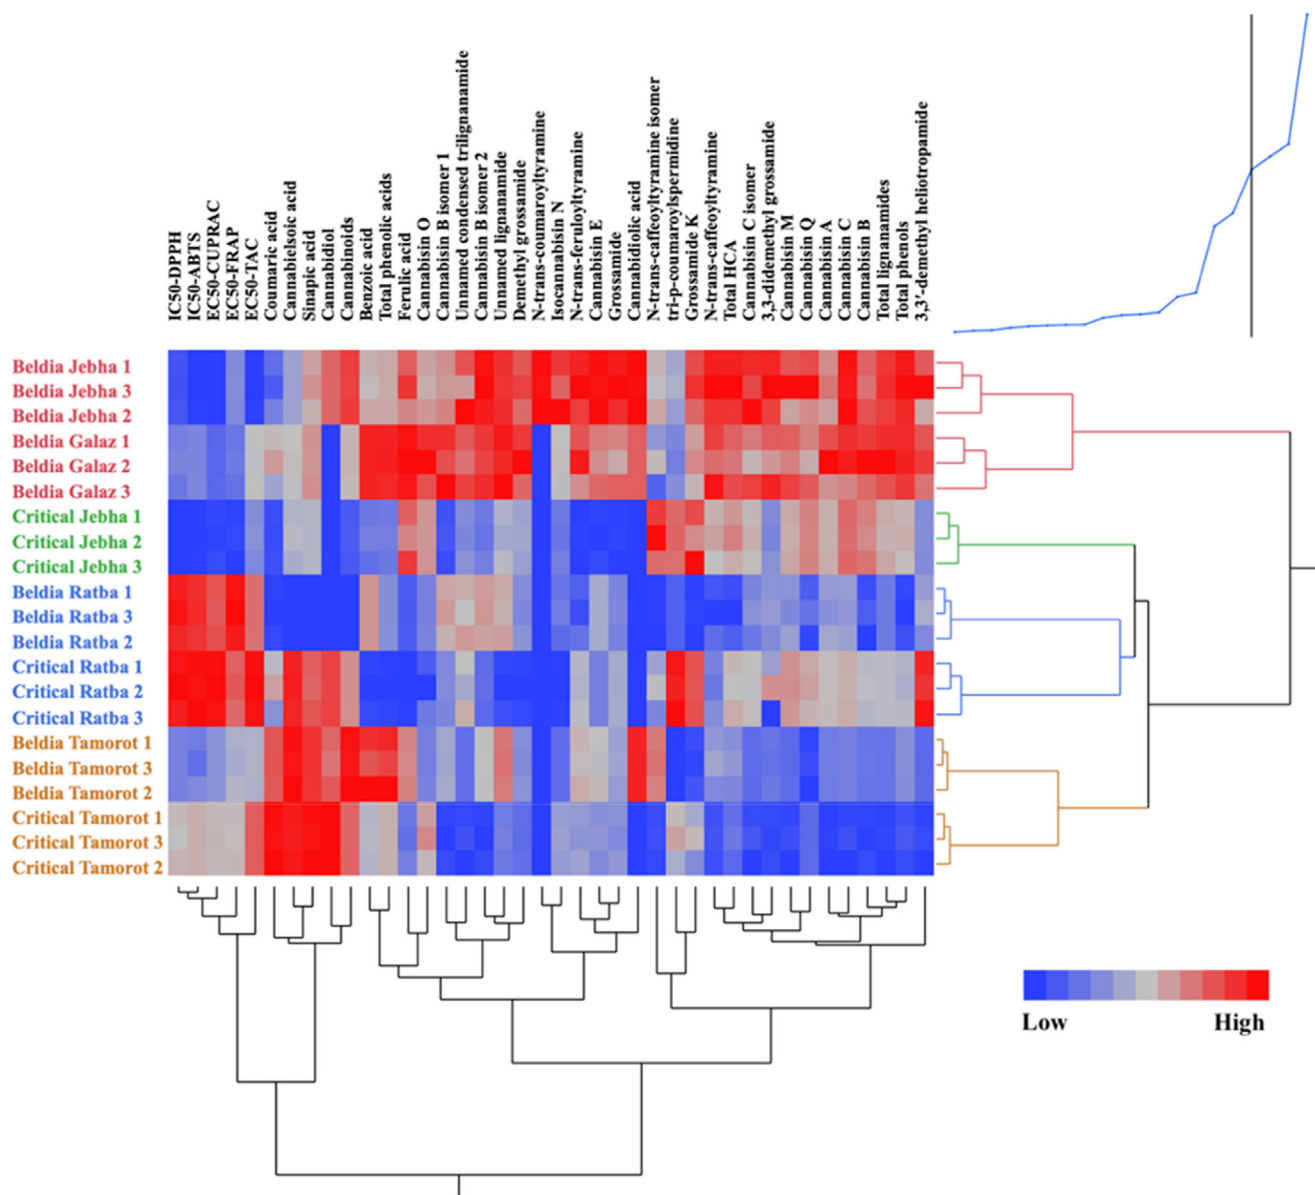 IC50-DPPH
IC50-ABTS
EC50-CUPRAC
EC50-FRAP
EC50-TAC
Coumaric acid
Cannabielsoic acid
Sinapic acid
Cannabidiol
Cannabinoids
Benzoic acid
Total phenolic acids
Ferulic acid
Cannabisin O
Cannabisin B isomer 1
Unnamed condensed trilignanamide
Cannabisin B isomer 2
Unnamed lignanamide
Demethyl grossamide
N-trans-coumaroyltyramine
Isocannabisin N
N-trans-feruloyltyramine
Cannabisin E
Grossamide
Cannabidiolic acid
N-trans-caffeoyltyramine isomer
tri-p-coumaroylspermidine
Grossamide K
N-trans-caffeoyltyramine
Total HCA
Cannabisin C isomer
3,3-didemethyl grossamide
Cannabisin M
Cannabisin Q
Cannabisin A
Cannabisin C
Cannabisin B
Total lignanamides
Total phenols
3,3'-demethyl heliotropamide
Beldia Jebha 1
Beldia Jebha 3
Beldia Jebha 2
Beldia Galaz 1
Beldia Galaz 2
Beldia Galaz 3
Critical Jebha 1
Critical Jebha 2
Critical Jebha 3
Beldia Ratba 1
Beldia Ratba 3
Beldia Ratba 2
Critical Ratba 1
Critical Ratba 2
Critical Ratba 3
Beldia Tamorot 1
Beldia Tamorot 3
Beldia Tamorot 2
Critical Tamorot 1
Critical Tamorot 3
Critical Tamorot 2
Low High